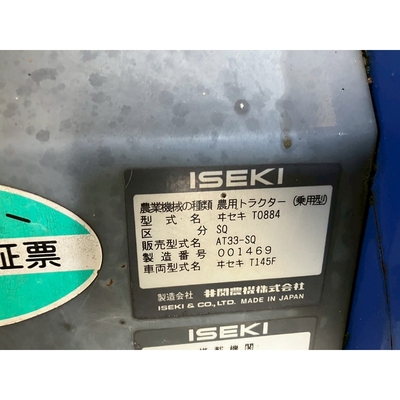 ISEKI
農業機械の種類 農用トラクター (乗用型)
型式名 ヰセキ T0884
区分 SQ
販売型式名 AT33-SQ
製造番号 001469
車両型式名 ヰセキ T145F
製造会社 井関農機株式会社
ISEKI & CO., LTD. MADE IN JAPAN
ISEKI
証票